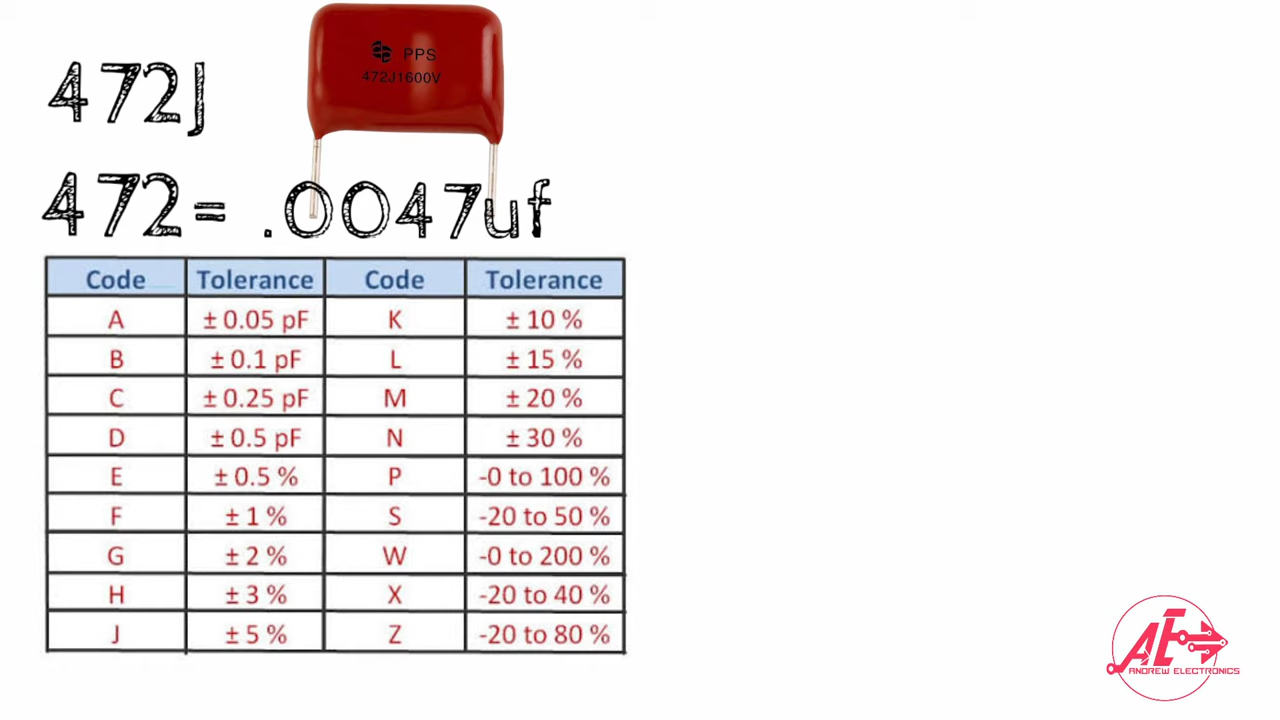 PPS
472J1600V
472J
472= .0047uf
Code Tolerance Code Tolerance
A ± 0.05 pF K ± 10 %
B ± 0.1 pF L ± 15 %
C ± 0.25 pF M ± 20 %
D ± 0.5 pF N ± 30 %
E ± 0.5 % P -0 to 100 %
F ± 1 % S -20 to 50 %
G ± 2 % W -0 to 200 %
H ± 3 % X -20 to 40 %
J ± 5 % Z -20 to 80 %
AE
ANDREW ELECTRONICS